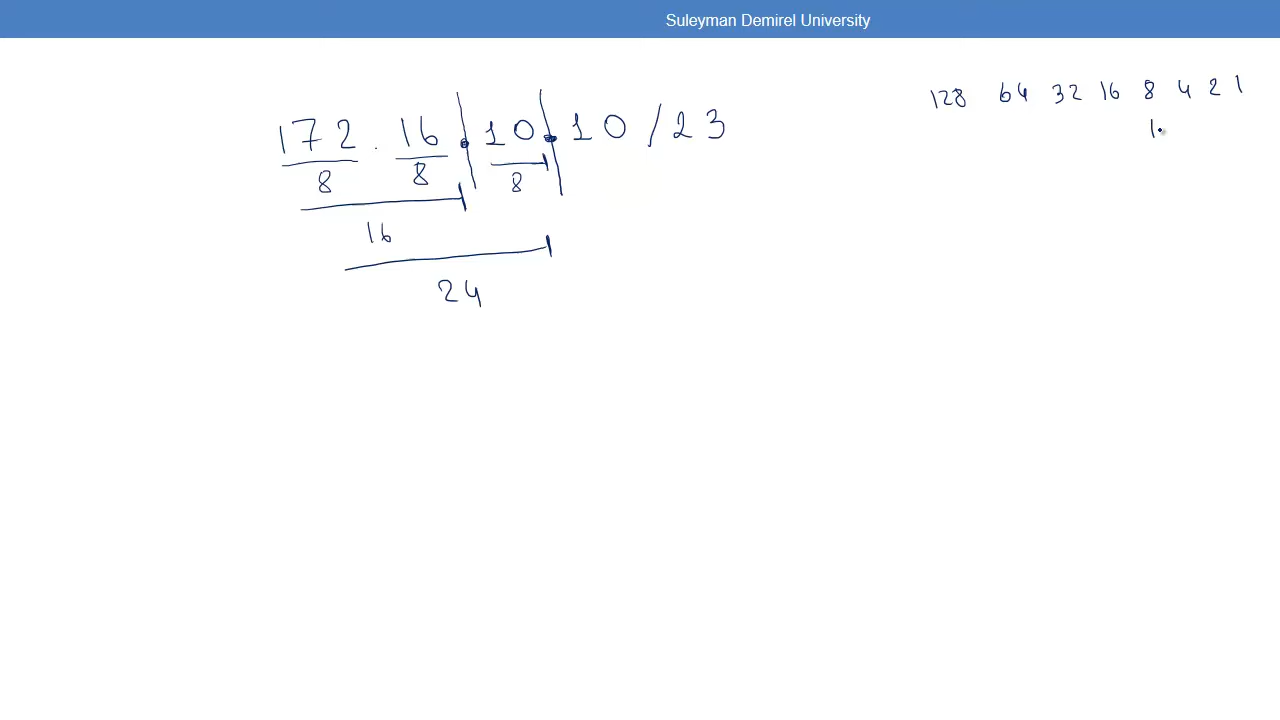 Suleyman Demirel University
128 64 32 16 8 4 2 1
1
172.16.10.10/23
8 8 8
16
24